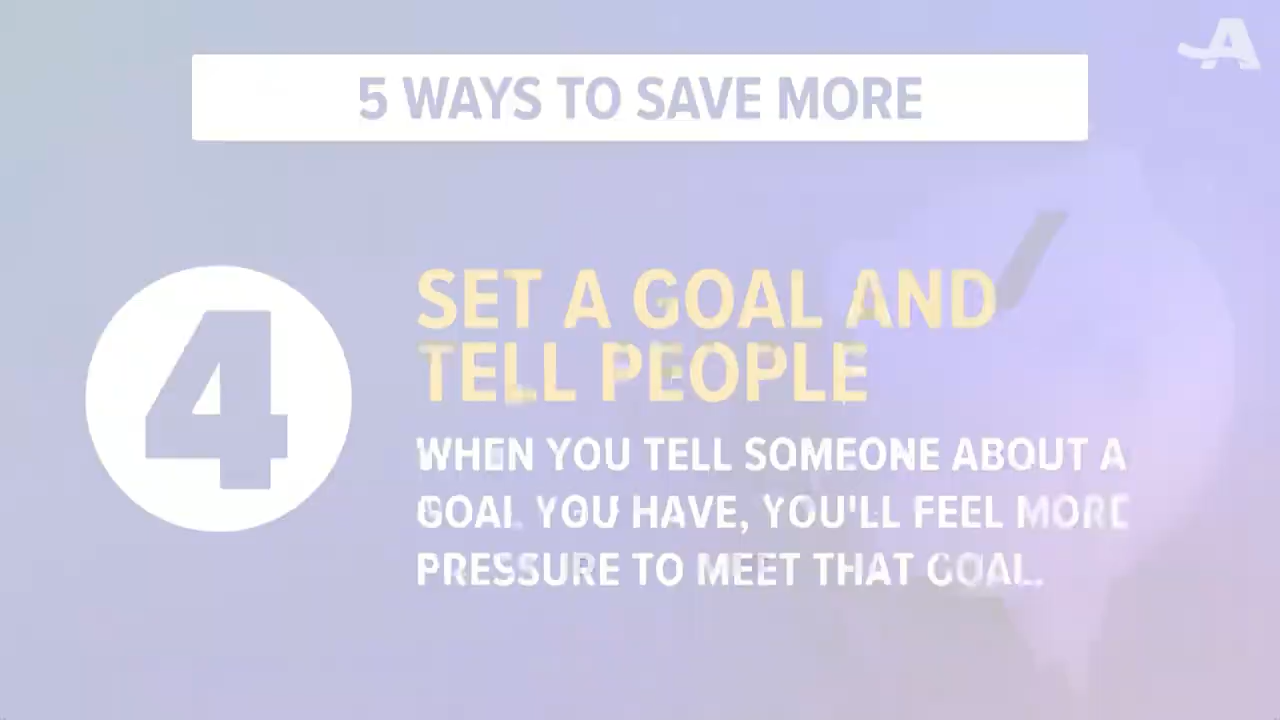 5 WAYS TO SAVE MORE
4
SET A GOAL AND
TELL PEOPLE
WHEN YOU TELL SOMEONE ABOUT A
GOAL YOU HAVE, YOU'LL FEEL MORE
PRESSURE TO MEET THAT GOAL.